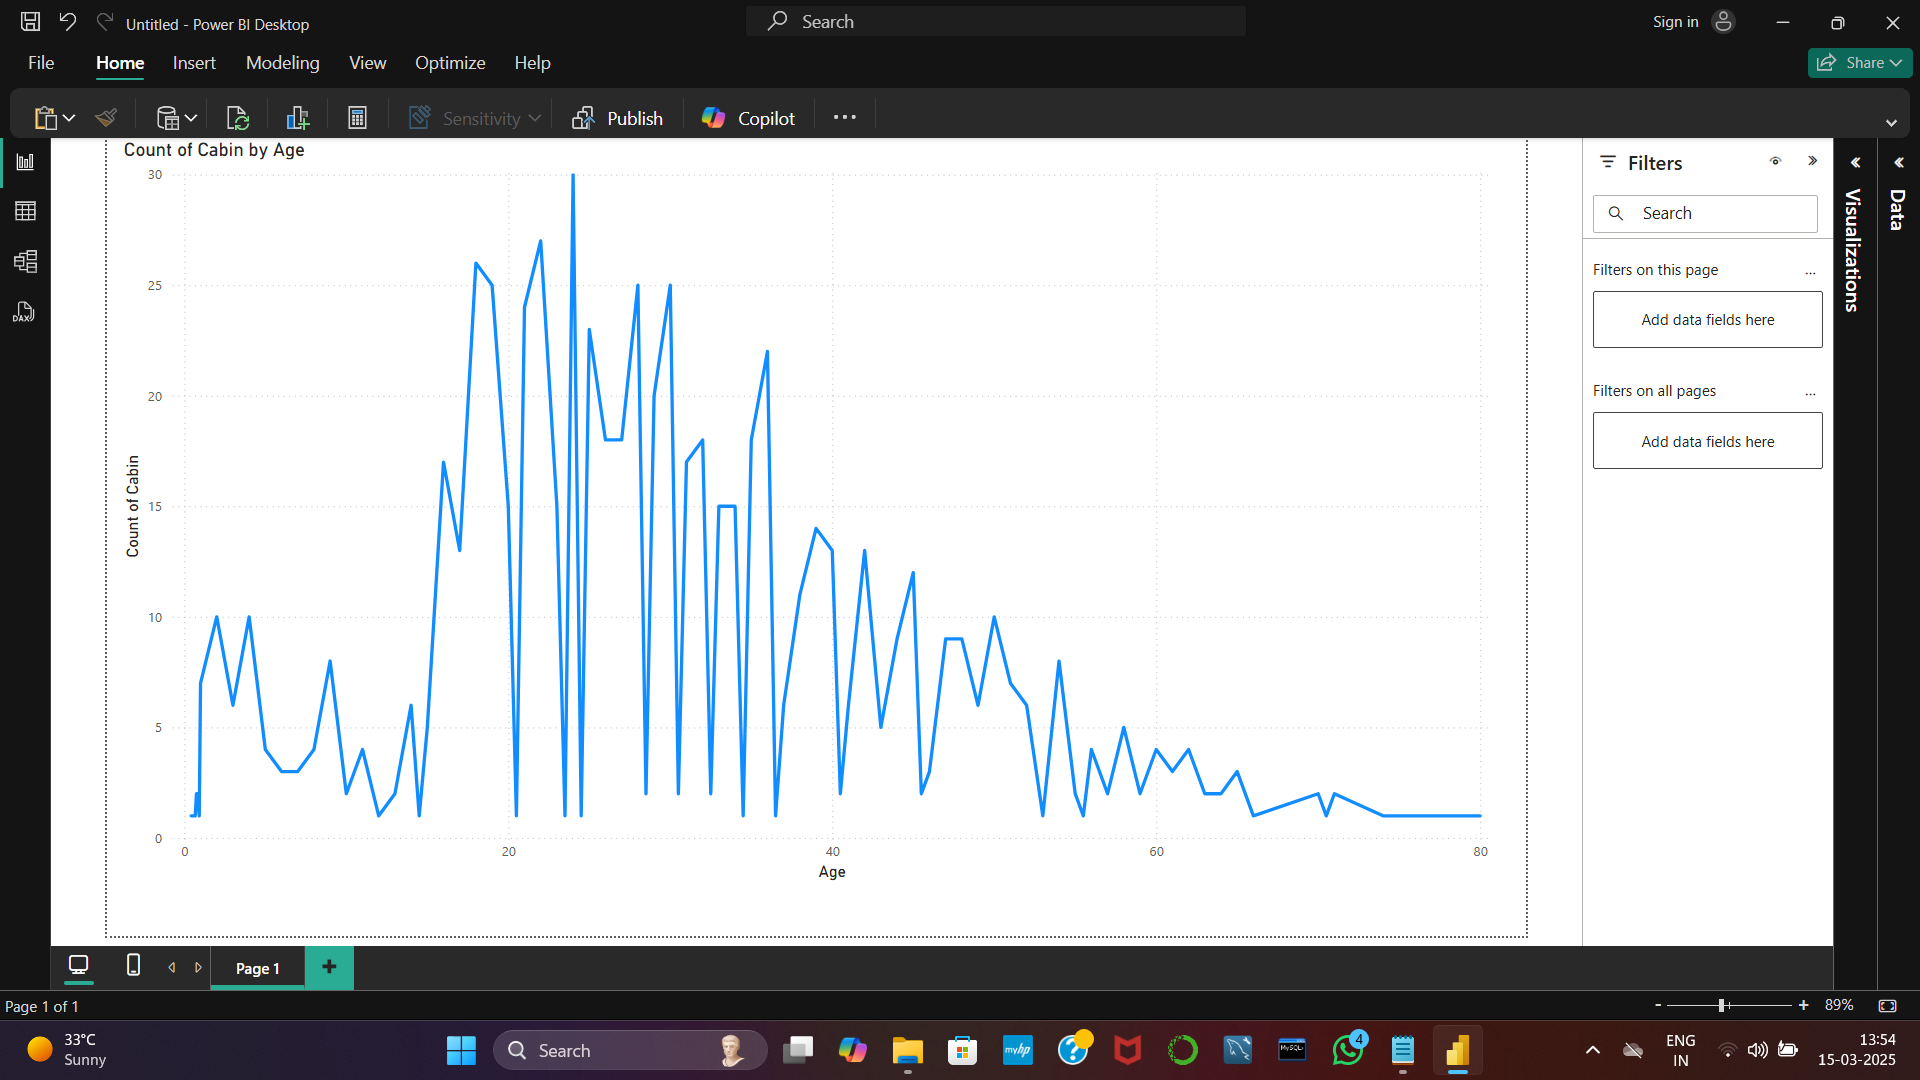 Untitled - Power BI Desktop
Search
Sign in
File
Home
Insert
Modeling
View
Optimize
Help
Share
Sensitivity
Publish
Copilot
Count of Cabin by Age
30
25
20
15
10
5
0
Count of Cabin
0
20
40
60
80
Age
Filters
Search
Filters on this page
...
Add data fields here
Filters on all pages
...
Add data fields here
Visualizations
Data
DAX
Page 1
+
Page 1 of 1
-
+
89%
33°C
Sunny
Search
myhp
?
MySQL
4
ENG
IN
13:54
15-03-2025